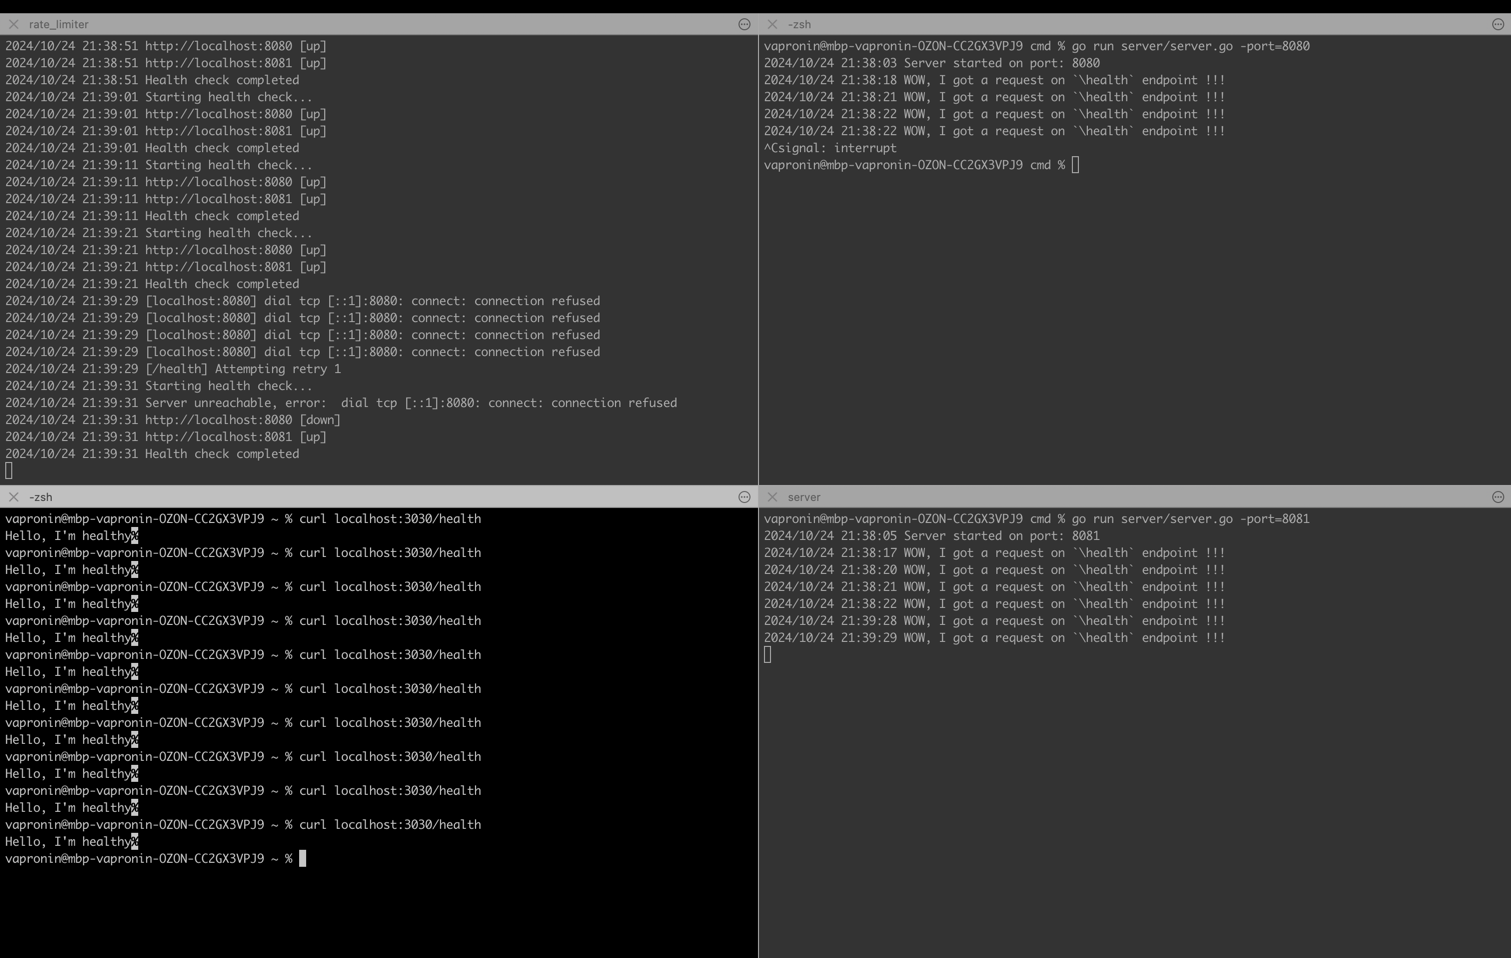 rate_limiter
2024/10/24 21:38:51 http://localhost:8080 [up]
2024/10/24 21:38:51 http://localhost:8081 [up]
2024/10/24 21:38:51 Health check completed
2024/10/24 21:39:01 Starting health check...
2024/10/24 21:39:01 http://localhost:8080 [up]
2024/10/24 21:39:01 http://localhost:8081 [up]
2024/10/24 21:39:01 Health check completed
2024/10/24 21:39:11 Starting health check...
2024/10/24 21:39:11 http://localhost:8080 [up]
2024/10/24 21:39:11 http://localhost:8081 [up]
2024/10/24 21:39:11 Health check completed
2024/10/24 21:39:21 Starting health check...
2024/10/24 21:39:21 http://localhost:8080 [up]
2024/10/24 21:39:21 http://localhost:8081 [up]
2024/10/24 21:39:21 Health check completed
2024/10/24 21:39:29 [localhost:8080] dial tcp [::1]:8080: connect: connection refused
2024/10/24 21:39:29 [localhost:8080] dial tcp [::1]:8080: connect: connection refused
2024/10/24 21:39:29 [localhost:8080] dial tcp [::1]:8080: connect: connection refused
2024/10/24 21:39:29 [localhost:8080] dial tcp [::1]:8080: connect: connection refused
2024/10/24 21:39:29 [/health] Attempting retry 1
2024/10/24 21:39:31 Starting health check...
2024/10/24 21:39:31 Server unreachable, error:  dial tcp [::1]:8080: connect: connection refused
2024/10/24 21:39:31 http://localhost:8080 [down]
2024/10/24 21:39:31 http://localhost:8081 [up]
2024/10/24 21:39:31 Health check completed
-zsh
vapronin@mbp-vapronin-OZON-CC2GX3VPJ9 cmd % go run server/server.go -port=8080
2024/10/24 21:38:03 Server started on port: 8080
2024/10/24 21:38:18 WOW, I got a request on `\health` endpoint !!!
2024/10/24 21:38:21 WOW, I got a request on `\health` endpoint !!!
2024/10/24 21:38:22 WOW, I got a request on `\health` endpoint !!!
2024/10/24 21:38:22 WOW, I got a request on `\health` endpoint !!!
^Csignal: interrupt
vapronin@mbp-vapronin-OZON-CC2GX3VPJ9 cmd %
-zsh
vapronin@mbp-vapronin-OZON-CC2GX3VPJ9 ~ % curl localhost:3030/health
Hello, I'm healthy%
vapronin@mbp-vapronin-OZON-CC2GX3VPJ9 ~ % curl localhost:3030/health
Hello, I'm healthy%
vapronin@mbp-vapronin-OZON-CC2GX3VPJ9 ~ % curl localhost:3030/health
Hello, I'm healthy%
vapronin@mbp-vapronin-OZON-CC2GX3VPJ9 ~ % curl localhost:3030/health
Hello, I'm healthy%
vapronin@mbp-vapronin-OZON-CC2GX3VPJ9 ~ % curl localhost:3030/health
Hello, I'm healthy%
vapronin@mbp-vapronin-OZON-CC2GX3VPJ9 ~ % curl localhost:3030/health
Hello, I'm healthy%
vapronin@mbp-vapronin-OZON-CC2GX3VPJ9 ~ % curl localhost:3030/health
Hello, I'm healthy%
vapronin@mbp-vapronin-OZON-CC2GX3VPJ9 ~ % curl localhost:3030/health
Hello, I'm healthy%
vapronin@mbp-vapronin-OZON-CC2GX3VPJ9 ~ % curl localhost:3030/health
Hello, I'm healthy%
vapronin@mbp-vapronin-OZON-CC2GX3VPJ9 ~ % curl localhost:3030/health
Hello, I'm healthy%
vapronin@mbp-vapronin-OZON-CC2GX3VPJ9 ~ %
server
vapronin@mbp-vapronin-OZON-CC2GX3VPJ9 cmd % go run server/server.go -port=8081
2024/10/24 21:38:05 Server started on port: 8081
2024/10/24 21:38:17 WOW, I got a request on `\health` endpoint !!!
2024/10/24 21:38:20 WOW, I got a request on `\health` endpoint !!!
2024/10/24 21:38:21 WOW, I got a request on `\health` endpoint !!!
2024/10/24 21:38:22 WOW, I got a request on `\health` endpoint !!!
2024/10/24 21:39:28 WOW, I got a request on `\health` endpoint !!!
2024/10/24 21:39:29 WOW, I got a request on `\health` endpoint !!!